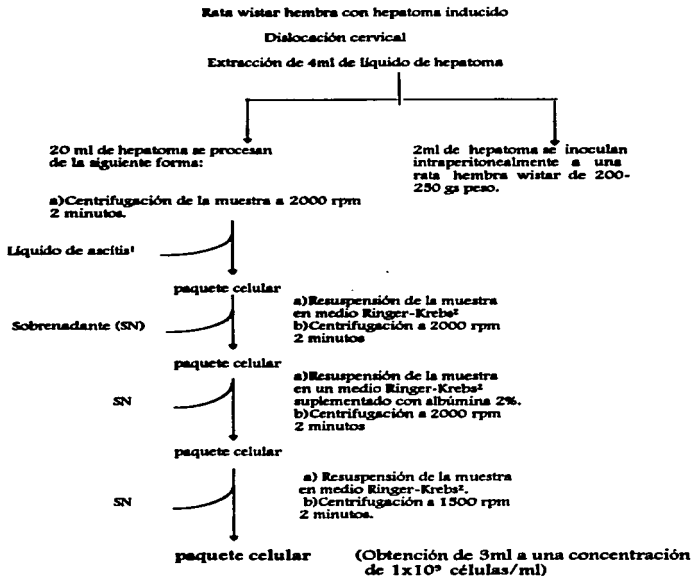 Rata wistar hembra con hepatoma inducido
Dislocación cervical
Extracción de 4ml de líquido de hepatoma
20 ml de hepatoma se procesan
de la siguiente forma:
2ml de hepatoma se inoculan
intraperitonealmente a una
rata hembra wistar de 200-
250 gs peso.
a)Centrifugación de la muestra a 2000 rpm
2 minutos.
Líquido de ascítis¹
paquete celular
a)Resuspensión de la muestra
en medio Ringer-Krebs²
b)Centrifugación a 2000 rpm
2 minutos
Sobrenadante (SN)
paquete celular
a)Resuspensión de la muestra
en un medio Ringer-Krebs²
suplementado con albúmina 2%.
b)Centrifugación a 2000 rpm
2 minutos
SN
paquete celular
a) Resuspensión de la muestra
en medio Ringer-Krebs².
b)Centrifugación a 1500 rpm
2 minutos.
SN
paquete celular
(Obtención de 3ml a una concentración
de 1x10⁹ células/ml)